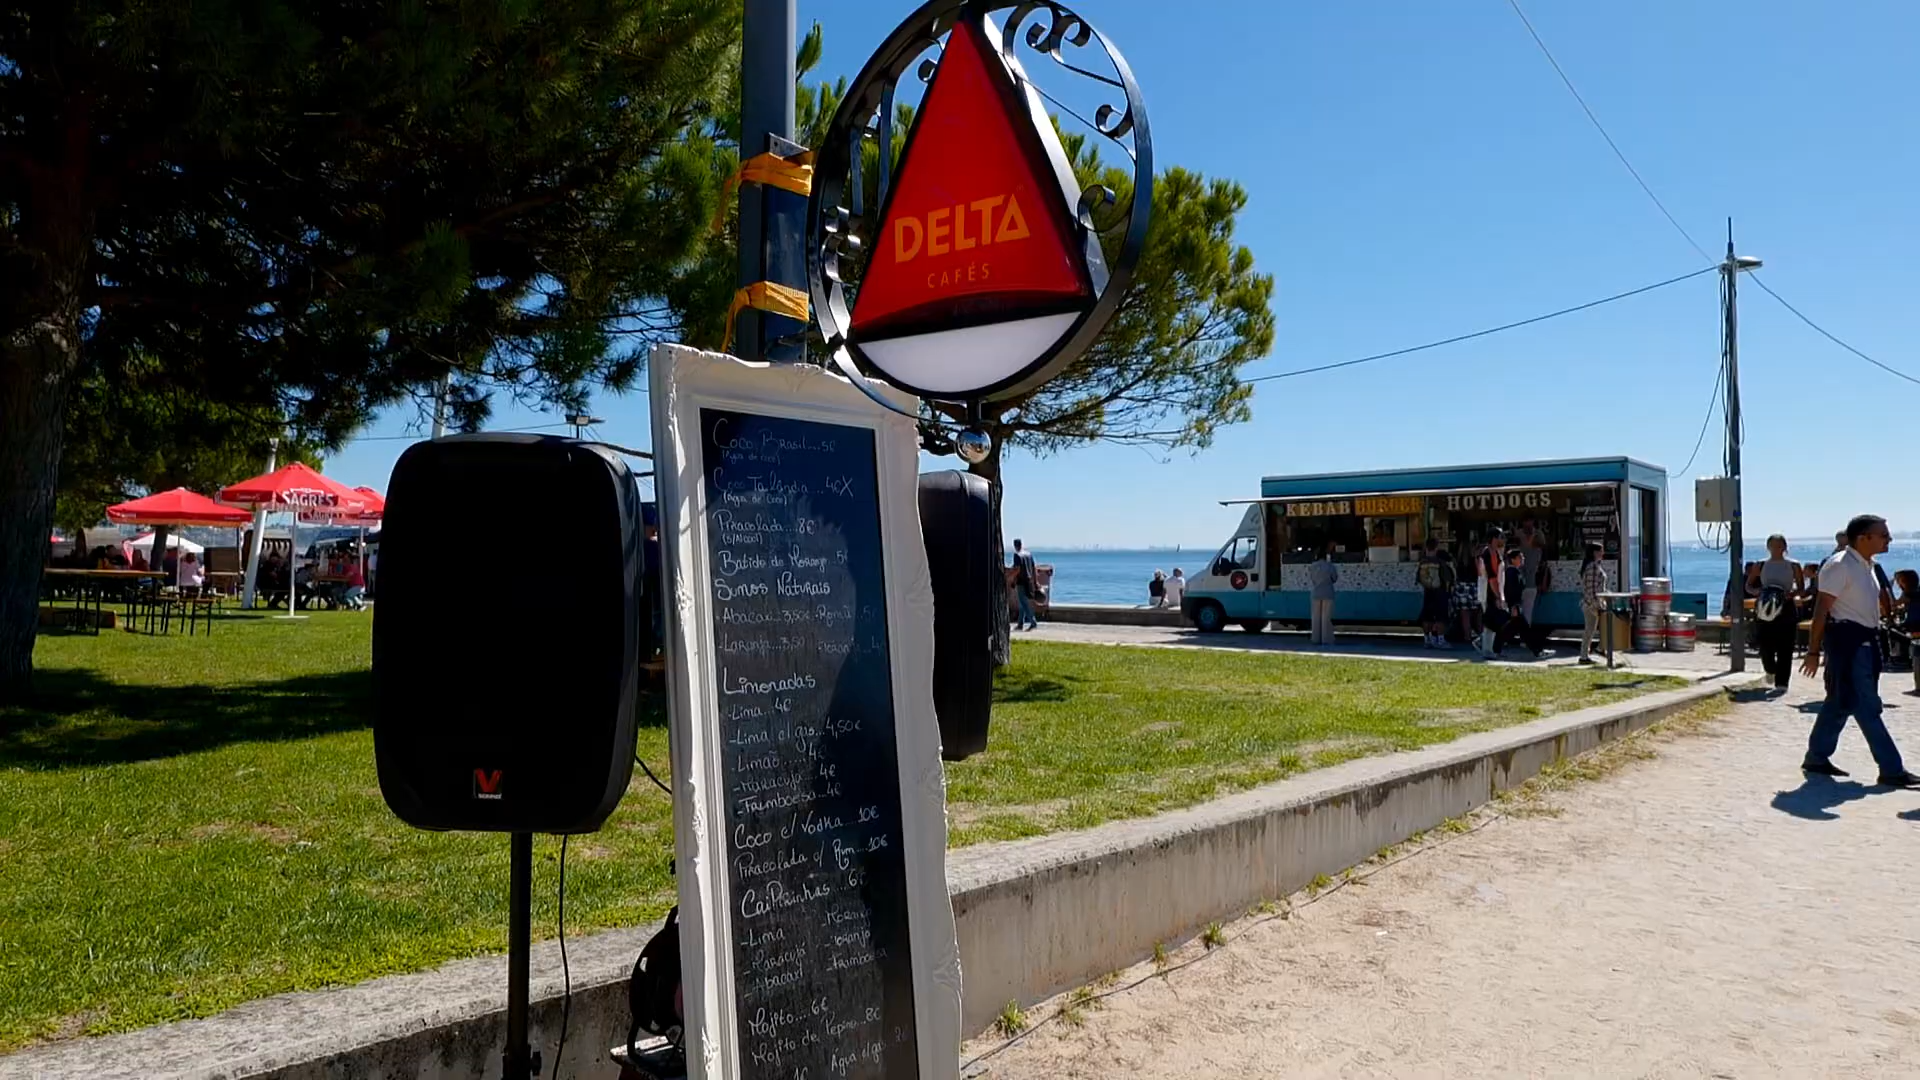 DELTA
CAFÉS
Coco Brasil...5€
Coco Tailândia...4€X
(Água de Coco)
Piñacolada...8€
(S/Álcool)
Batido de Morango..5€
Sumos Naturais
-Abacaxi..3,50€ -Romã..5€
-Laranja..3,50
Limonadas
-Lima...4€
-Lima c/ gás...4,50€
-Limão.....4€
-Maracujá....4€
-Framboesa..4€
Coco c/ Vodka...10€
Piñacolada c/ Rum...10€
CaiPirinhas...6€
-Lima
-Morango
-Maracujá
-Abacaxi
-Framboesa
Mojito....6€
Mojito de Pepino...8€
Água s/gás
SAGRES
KEBAB BURGER HOTDOGS